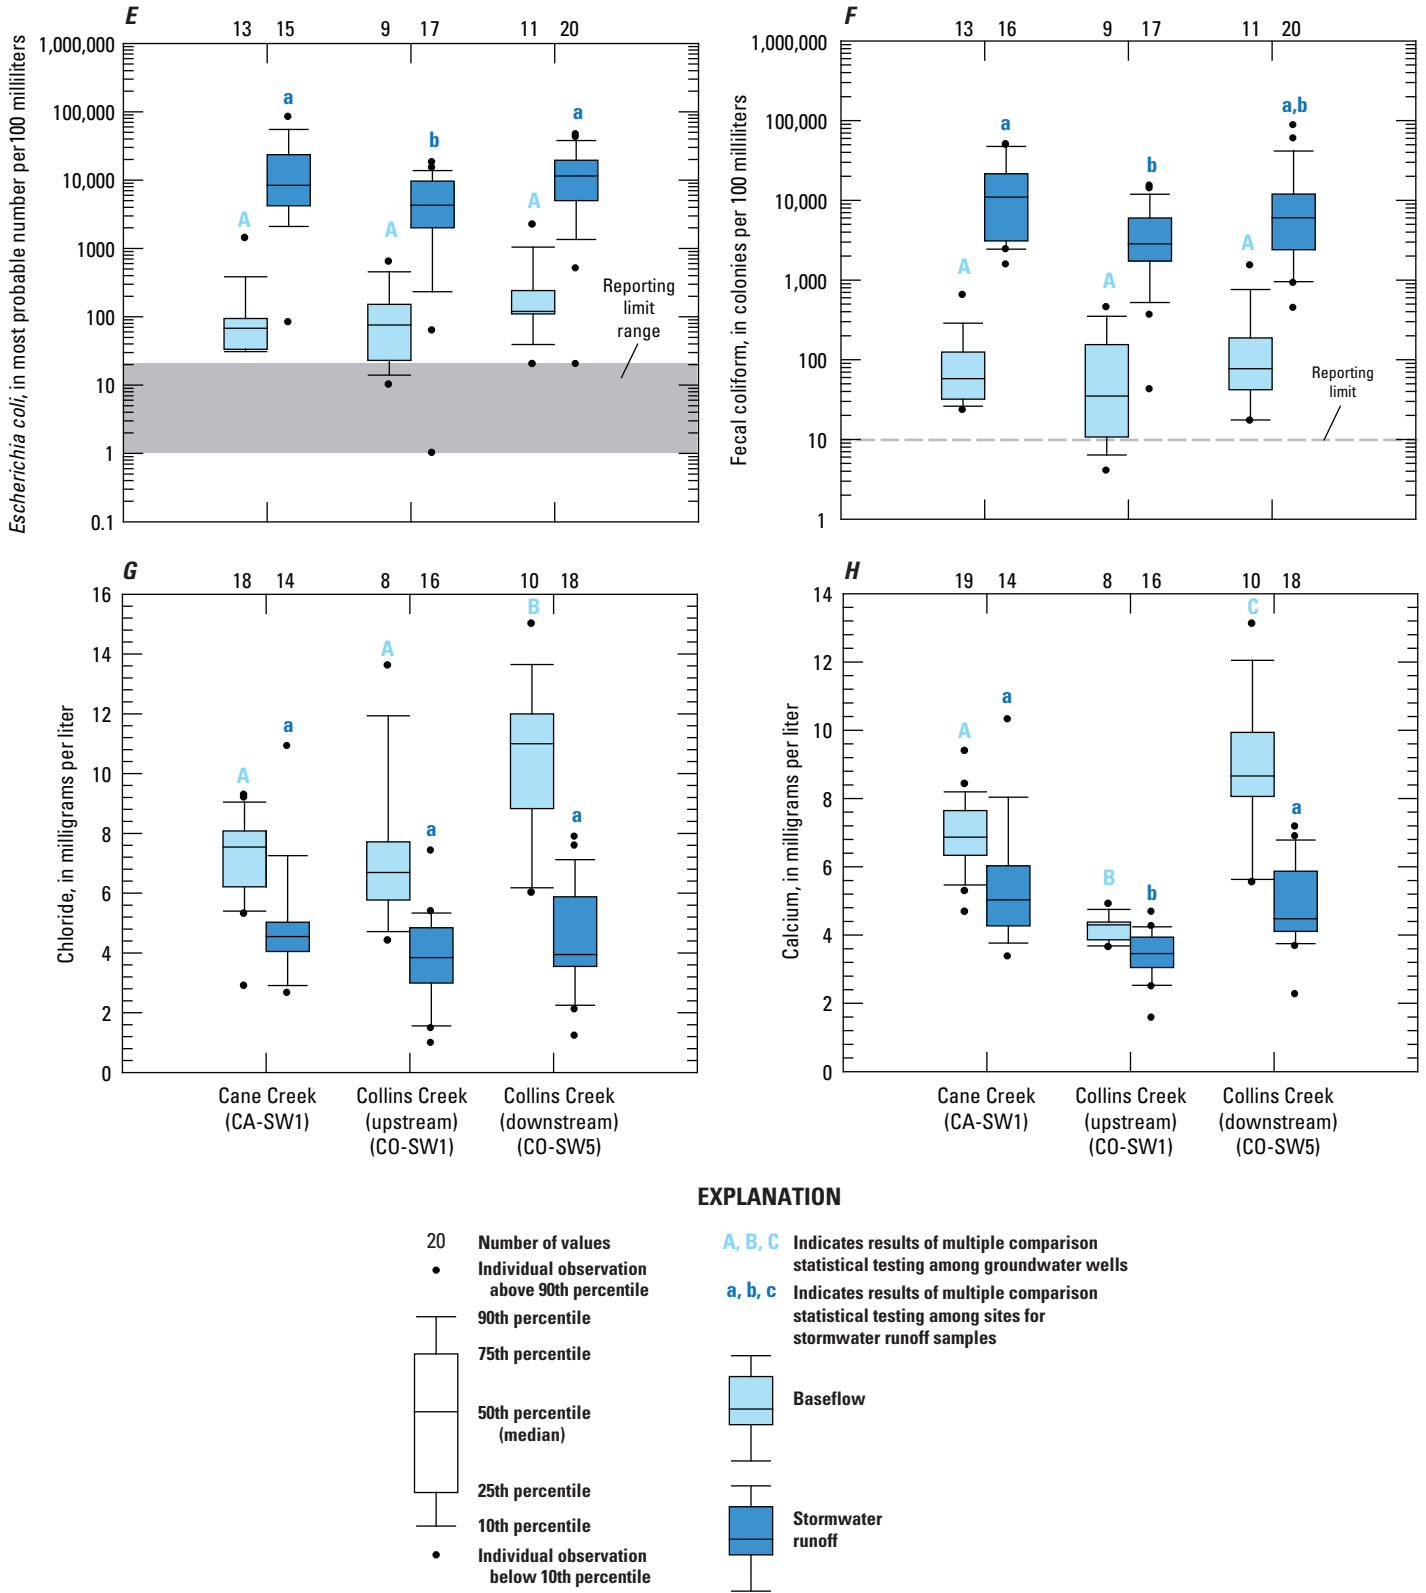 E
13 15 9 17 11 20
Escherichia coli, in most probable number per 100 milliliters
1,000,000
100,000
10,000
1000
100
10
1
0.1
a
b
a
A
A
A
Reporting
limit
range
F
13 16 9 17 11 20
Fecal coliform, in colonies per 100 milliliters
1,000,000
100,000
10,000
1,000
100
10
1
a
b
a,b
A
A
A
Reporting
limit
G
18 14 8 16 10 18
Chloride, in milligrams per liter
16
14
12
10
8
6
4
2
0
A
a
A
a
B
a
Cane Creek
(CA-SW1)
Collins Creek
(upstream)
(CO-SW1)
Collins Creek
(downstream)
(CO-SW5)
H
19 14 8 16 10 18
Calcium, in milligrams per liter
14
12
10
8
6
4
2
0
A
a
B
b
C
a
Cane Creek
(CA-SW1)
Collins Creek
(upstream)
(CO-SW1)
Collins Creek
(downstream)
(CO-SW5)
EXPLANATION
20 Number of values
Individual observation
above 90th percentile
90th percentile
75th percentile
50th percentile
(median)
25th percentile
10th percentile
Individual observation
below 10th percentile
A, B, C Indicates results of multiple comparison
statistical testing among groundwater wells
a, b, c Indicates results of multiple comparison
statistical testing among sites for
stormwater runoff samples
Baseflow
Stormwater
runoff